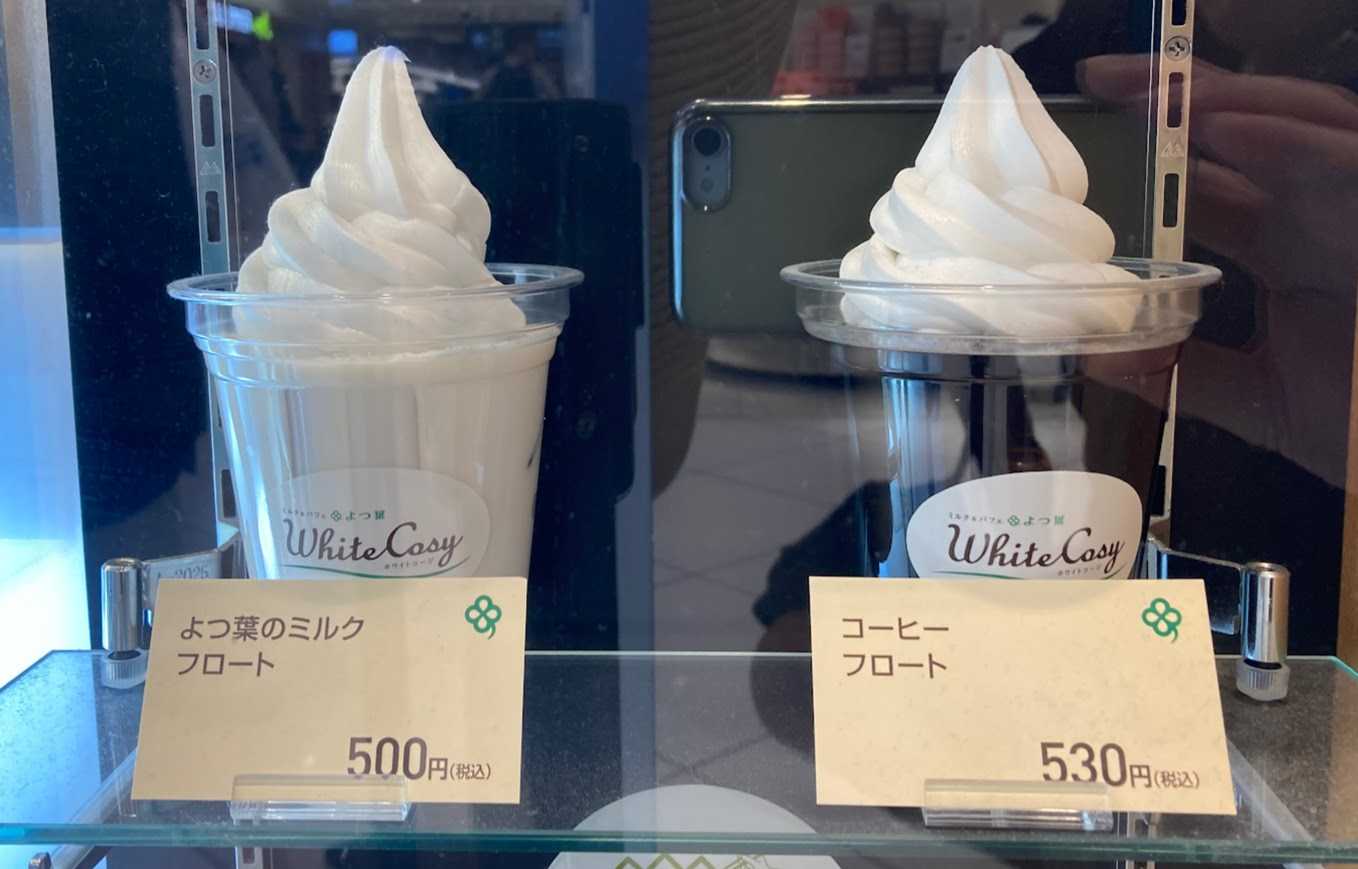 ミルク&パフェ よつ葉
White Cosy
ホワイトコージ
よつ葉のミルク
フロート
500円(税込)
ミルク&パフェ よつ葉
White Cosy
ホワイトコージ
コーヒー
フロート
530円(税込)